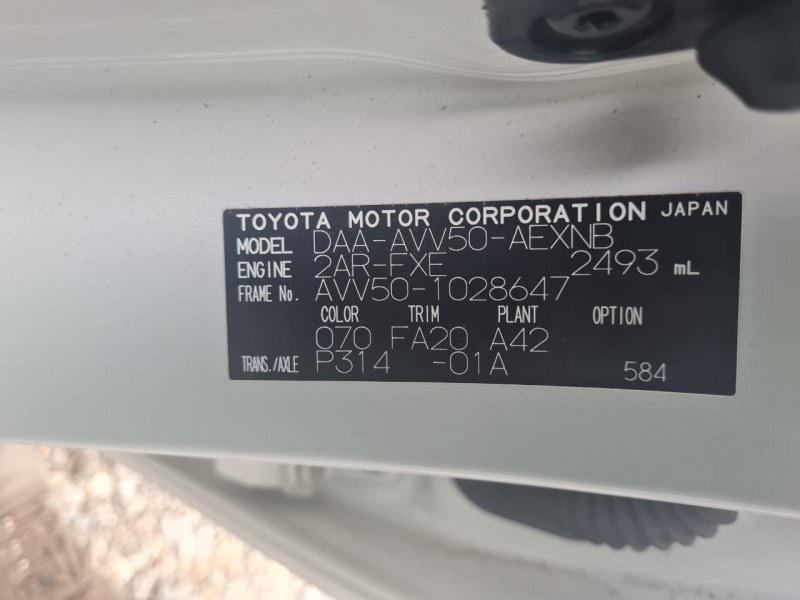 TOYOTA MOTOR CORPORATION JAPAN
MODEL DAA-AVV50-AEXNB
ENGINE 2AR-FXE 2493 mL
FRAME No. AVV50-1028647
COLOR TRIM PLANT OPTION
070 FA20 A42
TRANS./AXLE P314 -01A 584